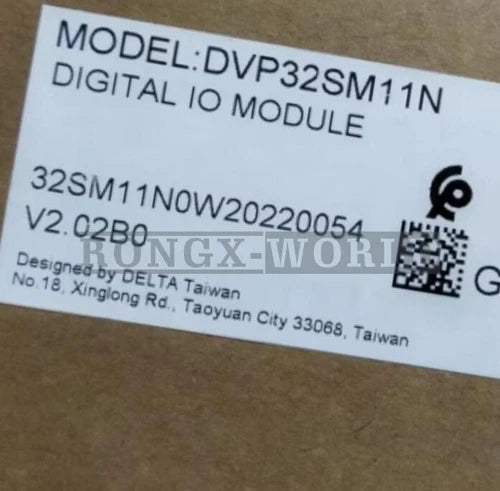 MODEL:DVP32SM11N
DIGITAL IO MODULE
32SM11N0W20220054
V2.02B0
RONGX-WORLD
Designed by DELTA Taiwan
No.18, Xinglong Rd., Taoyuan City 33068, Taiwan